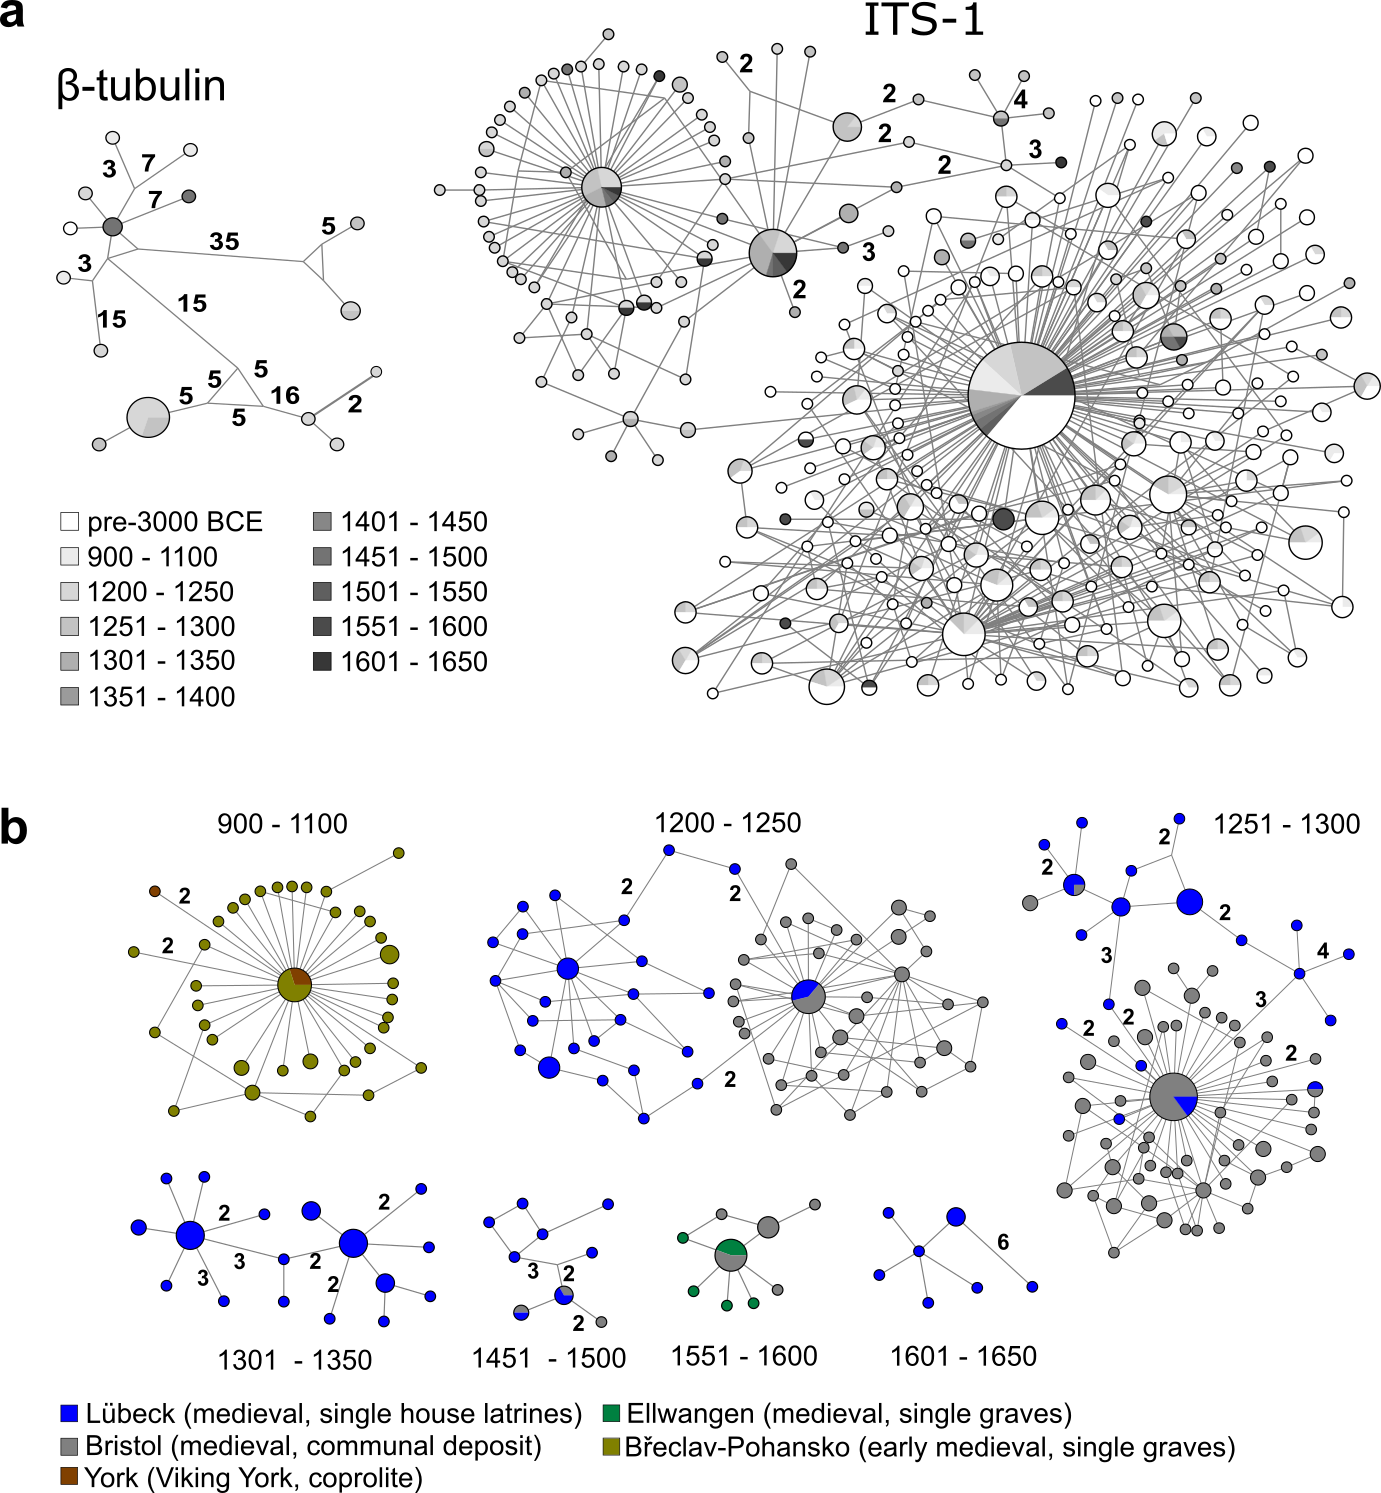 a
ITS-1
β-tubulin
2
2
4
2
3
2
3
2
3
7
7
5
35
3
15
15
5
5
5
5
16
2
pre-3000 BCE
900 - 1100
1200 - 1250
1251 - 1300
1301 - 1350
1351 - 1400
1401 - 1450
1451 - 1500
1501 - 1550
1551 - 1600
1601 - 1650
b
900 - 1100
1200 - 1250
1251 - 1300
2
2
2
2
2
2
2
2
4
3
3
2
2
2
2
3
3
2
2
2
3
2
2
6
1301 - 1350
1451 - 1500
1551 - 1600
1601 - 1650
Lübeck (medieval, single house latrines)
Bristol (medieval, communal deposit)
York (Viking York, coprolite)
Ellwangen (medieval, single graves)
Břeclav-Pohansko (early medieval, single graves)